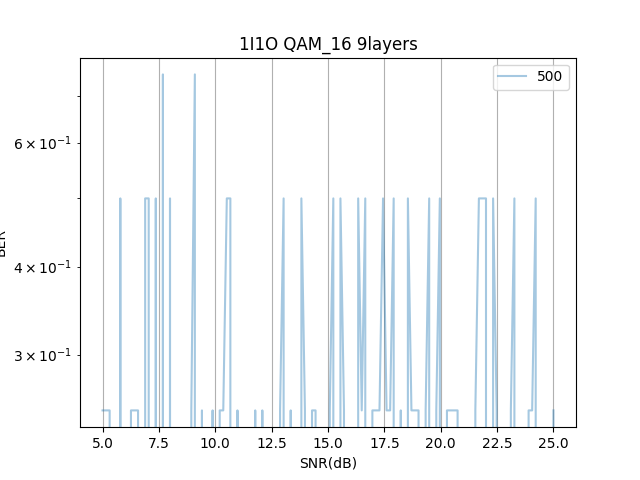 1I1O QAM_16 9layers
500
6 × 10⁻¹
4 × 10⁻¹
3 × 10⁻¹
BER
5.0 7.5 10.0 12.5 15.0 17.5 20.0 22.5 25.0
SNR(dB)